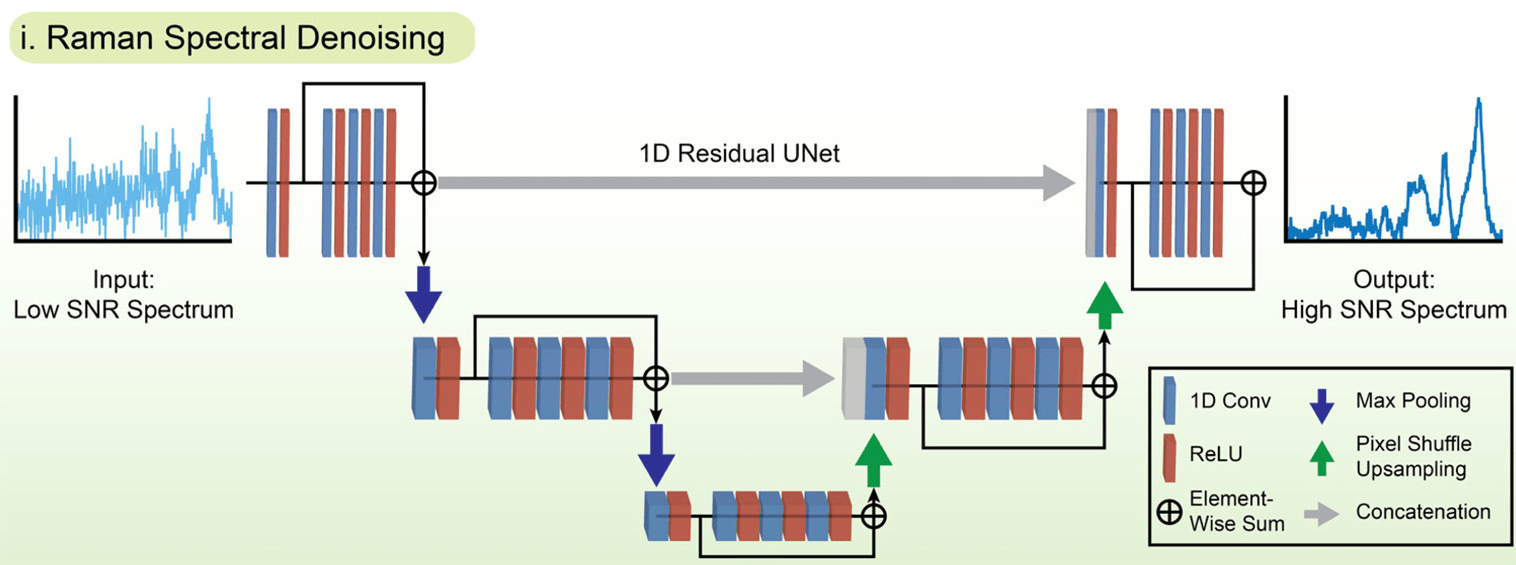 i. Raman Spectral Denoising
1D Residual UNet
Input:
Low SNR Spectrum
Output:
High SNR Spectrum
1D Conv
Max Pooling
ReLU
Pixel Shuffle
Upsampling
Element-
Wise Sum
Concatenation